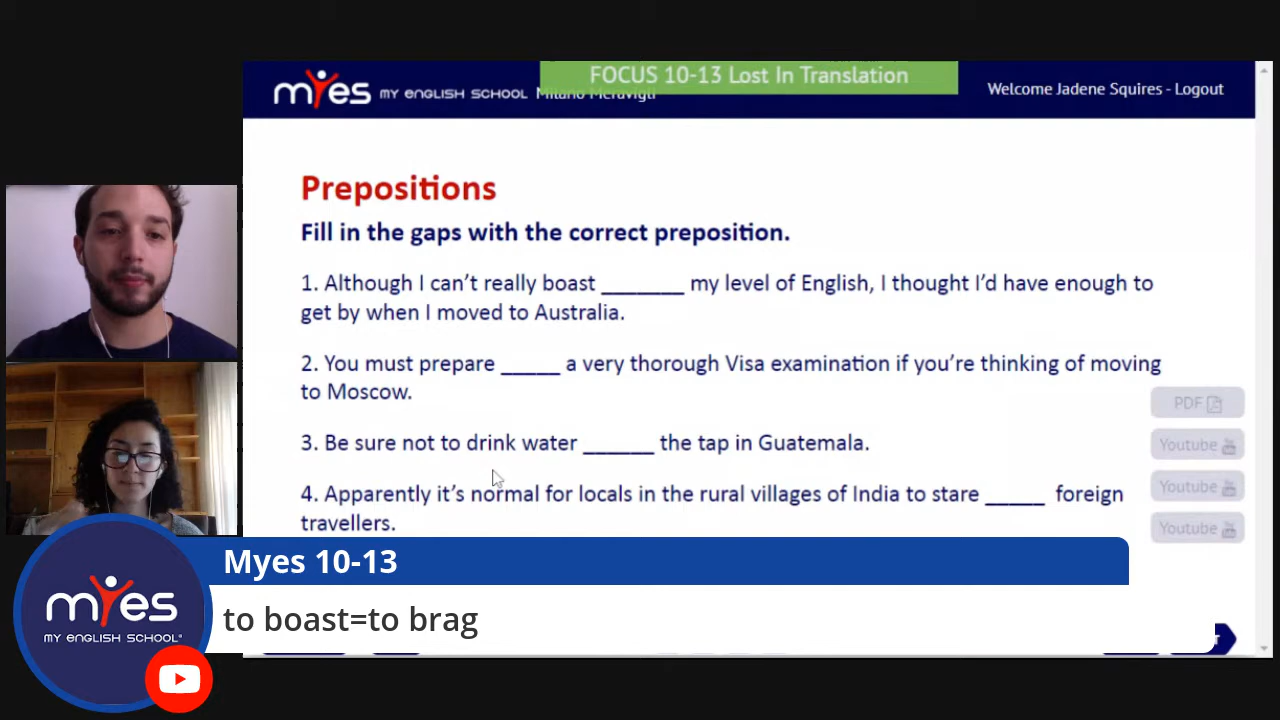 FOCUS 10-13 Lost In Translation
myes MY ENGLISH SCHOOL Milano Meravigli
Welcome Jadene Squires - Logout
Prepositions
Fill in the gaps with the correct preposition.
1. Although I can't really boast _______ my level of English, I thought I'd have enough to
get by when I moved to Australia.
2. You must prepare _____ a very thorough Visa examination if you're thinking of moving
to Moscow.
3. Be sure not to drink water ______ the tap in Guatemala.
4. Apparently it's normal for locals in the rural villages of India to stare _____ foreign
travellers.
PDF
Youtube
Youtube
Youtube
Myes 10-13
to boast=to brag
myes
MY ENGLISH SCHOOL